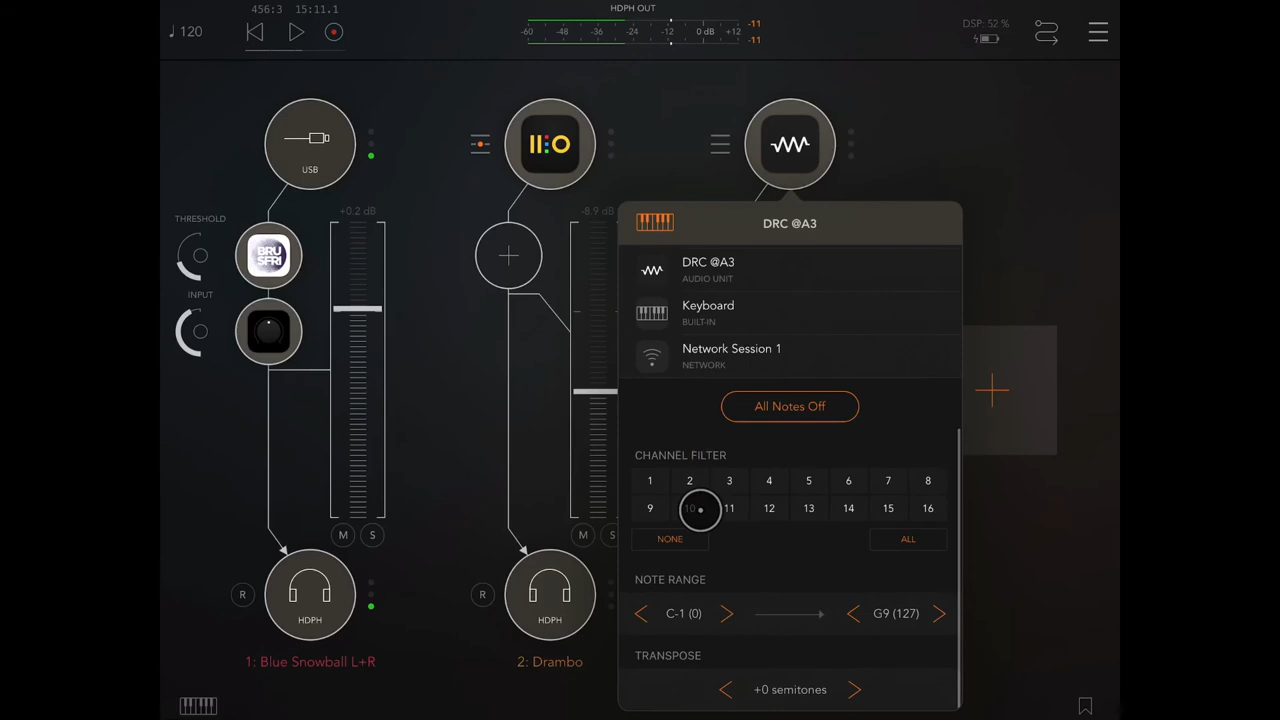 456:3 15:11.1
♩ 120
HDPH OUT
-60 -48 -36 -24 -12 0 dB +12
-11
-11
DSP: 52 %
USB
THRESHOLD
BRU
SFRI
INPUT
+0.2 dB
-8.9 dB
DRC @A3
DRC @A3
AUDIO UNIT
Keyboard
BUILT-IN
Network Session 1
NETWORK
All Notes Off
CHANNEL FILTER
1 2 3 4 5 6 7 8
9 10 11 12 13 14 15 16
NONE ALL
NOTE RANGE
C-1 (0) G9 (127)
TRANSPOSE
+0 semitones
M S
M S
R HDPH
R HDPH
1: Blue Snowball L+R
2: Drambo